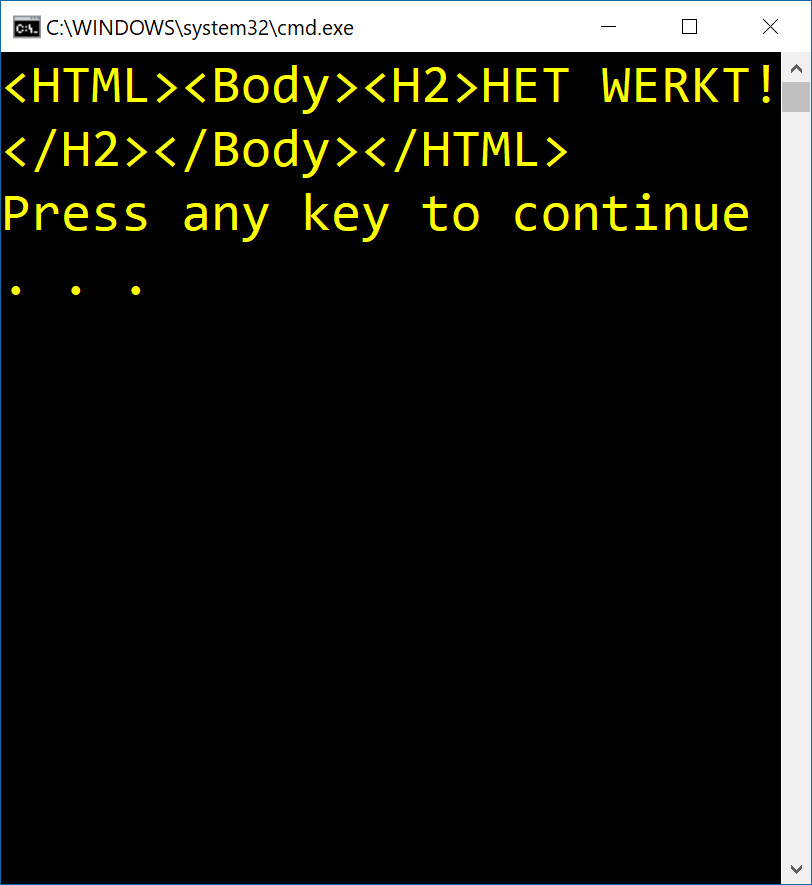 C:\WINDOWS\system32\cmd.exe
<HTML><Body><H2>HET WERKT!
</H2></Body></HTML>
Press any key to continue
. . .